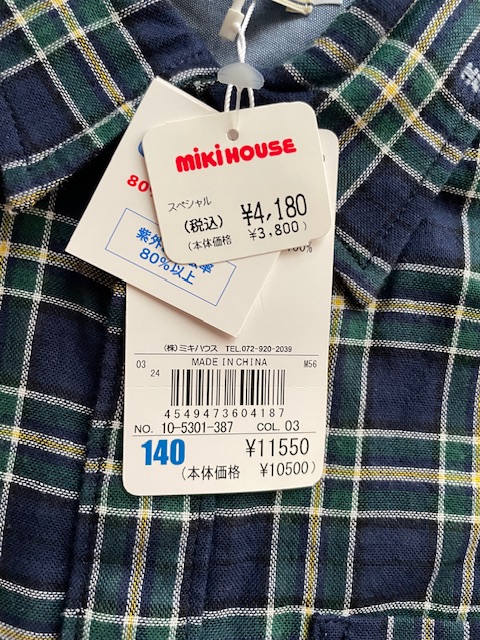 miKiHOUSE
スペシャル
(税込) ¥4,180
(本体価格 ¥3,800)
80%
紫外
80%以上
100%
(株)ミキハウス TEL.072-920-2039
03 MADE IN CHINA M56
24
4549473604187
NO. 10-5301-387 COL. 03
140 ¥11550
(本体価格 ¥10500)